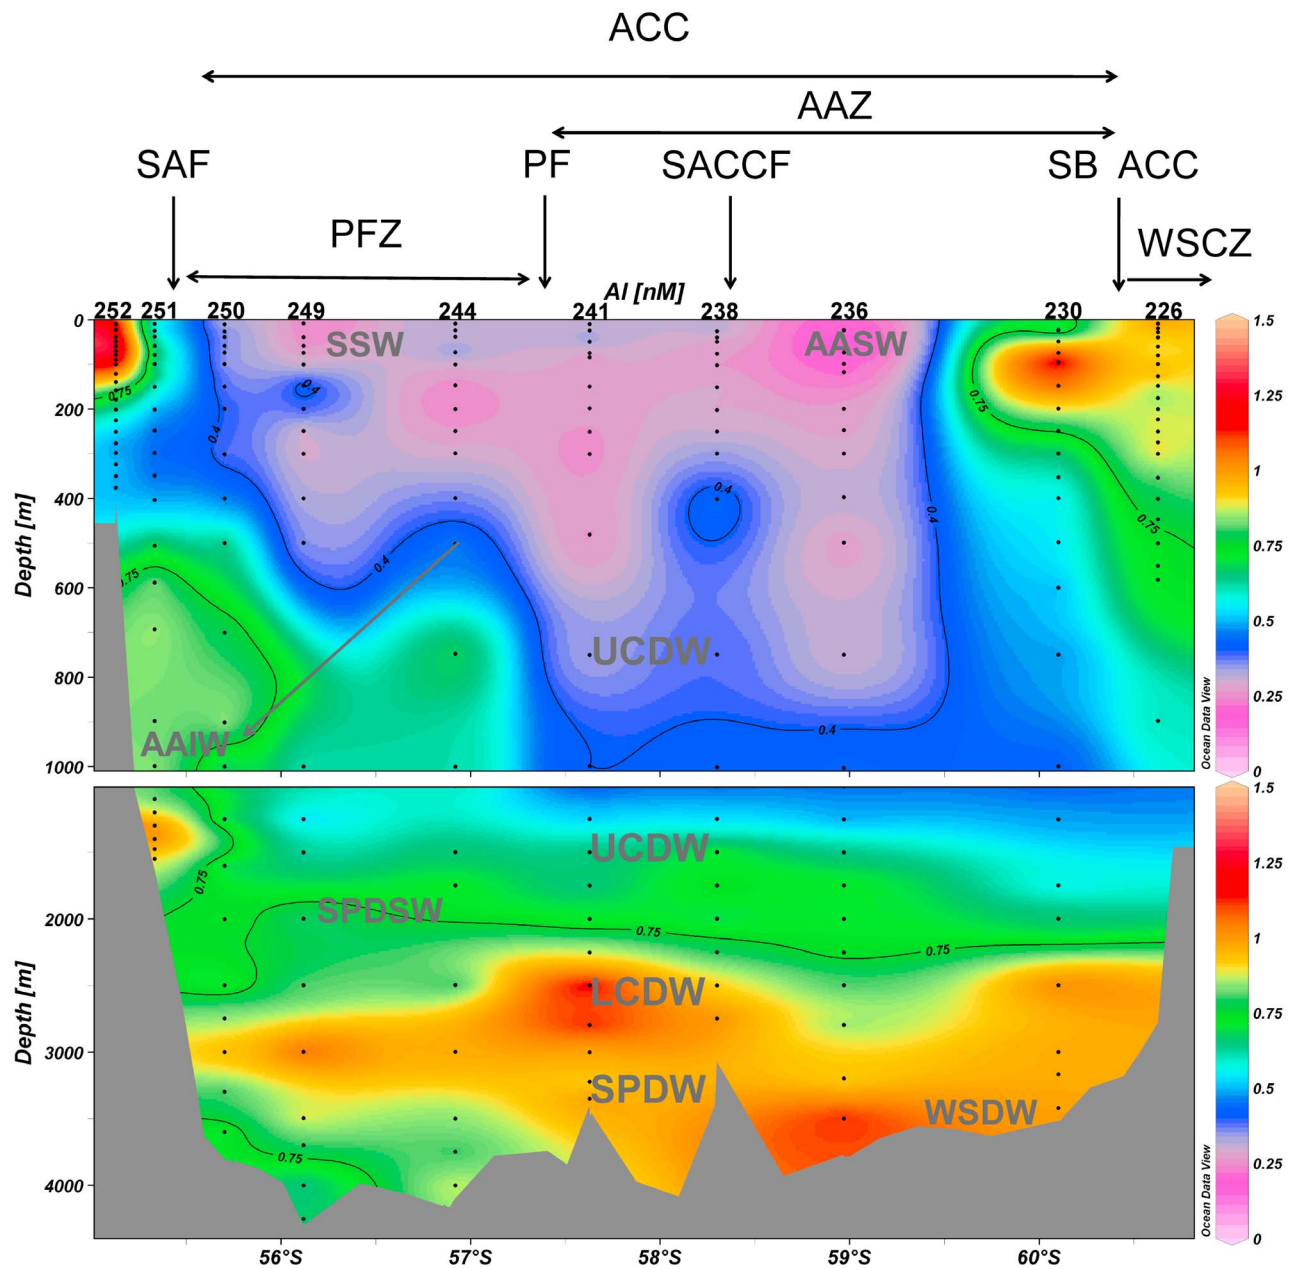 ACC
AAZ
SAF PF SACCF SB ACC
PFZ WSCZ
Al [nM]
252 251 250 249 244 241 238 236 230 226
0
200
400
600
800
1000
Depth [m]
SSW
AASW
UCDW
AAIW
0.75
0.4
0.4
0.4
0.4
0.4
0.4
0.75
0.75
0.75
Ocean Data View
1.5
1.25
1
0.75
0.5
0.25
0
2000
3000
4000
Depth [m]
UCDW
SPDSW
LCDW
SPDW
WSDW
0.75
0.75
0.75
0.75
Ocean Data View
1.5
1.25
1
0.75
0.5
0.25
0
56°S 57°S 58°S 59°S 60°S